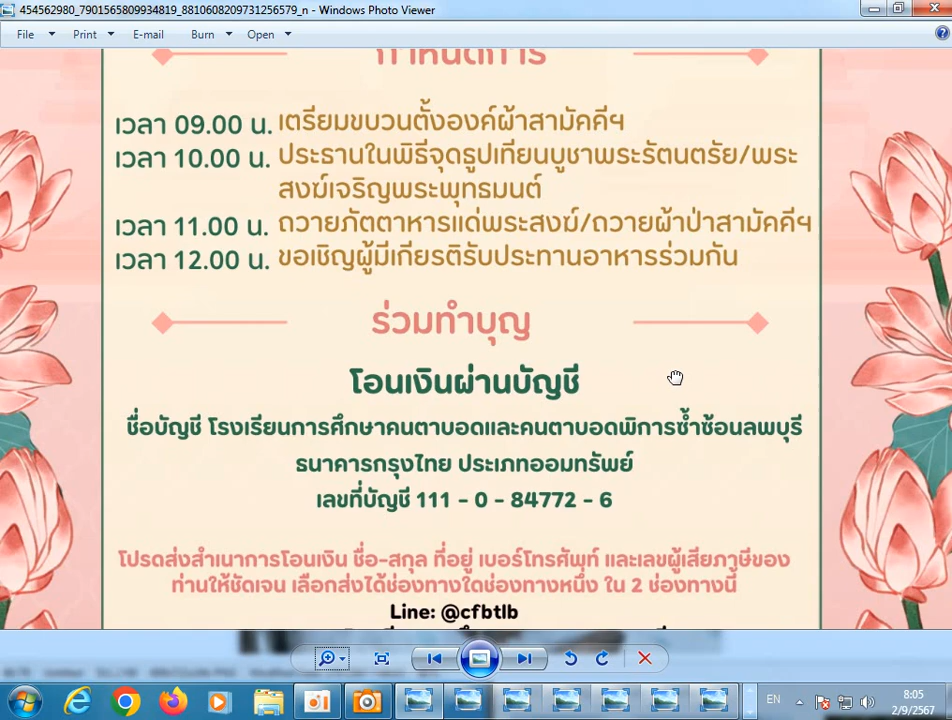 454562980_7901565809934819_8810608209731256579_n - Windows Photo Viewer
File Print E-mail Burn Open
กำหนดการ
เวลา 09.00 น. เตรียมขบวนตั้งองค์ผ้าสามัคคีฯ
เวลา 10.00 น. ประธานในพิธีจุดธูปเทียนบูชาพระรัตนตรัย/พระ
สงฆ์เจริญพระพุทธมนต์
เวลา 11.00 น. ถวายภัตตาหารแด่พระสงฆ์/ถวายผ้าป่าสามัคคีฯ
เวลา 12.00 น. ขอเชิญผู้มีเกียรติรับประทานอาหารร่วมกัน
ร่วมทำบุญ
โอนเงินผ่านบัญชี
ชื่อบัญชี โรงเรียนการศึกษาคนตาบอดและคนตาบอดพิการซ้ำซ้อนลพบุรี
ธนาคารกรุงไทย ประเภทออมทรัพย์
เลขที่บัญชี 111 - 0 - 84772 - 6
โปรดส่งสำเนาการโอนเงิน ชื่อ-สกุล ที่อยู่ เบอร์โทรศัพท์ และเลขผู้เสียภาษีของ
ท่านให้ชัดเจน เลือกส่งได้ช่องทางใดช่องทางหนึ่ง ใน 2 ช่องทางนี้
Line: @cfbtlb
EN
8:05
2/9/2567